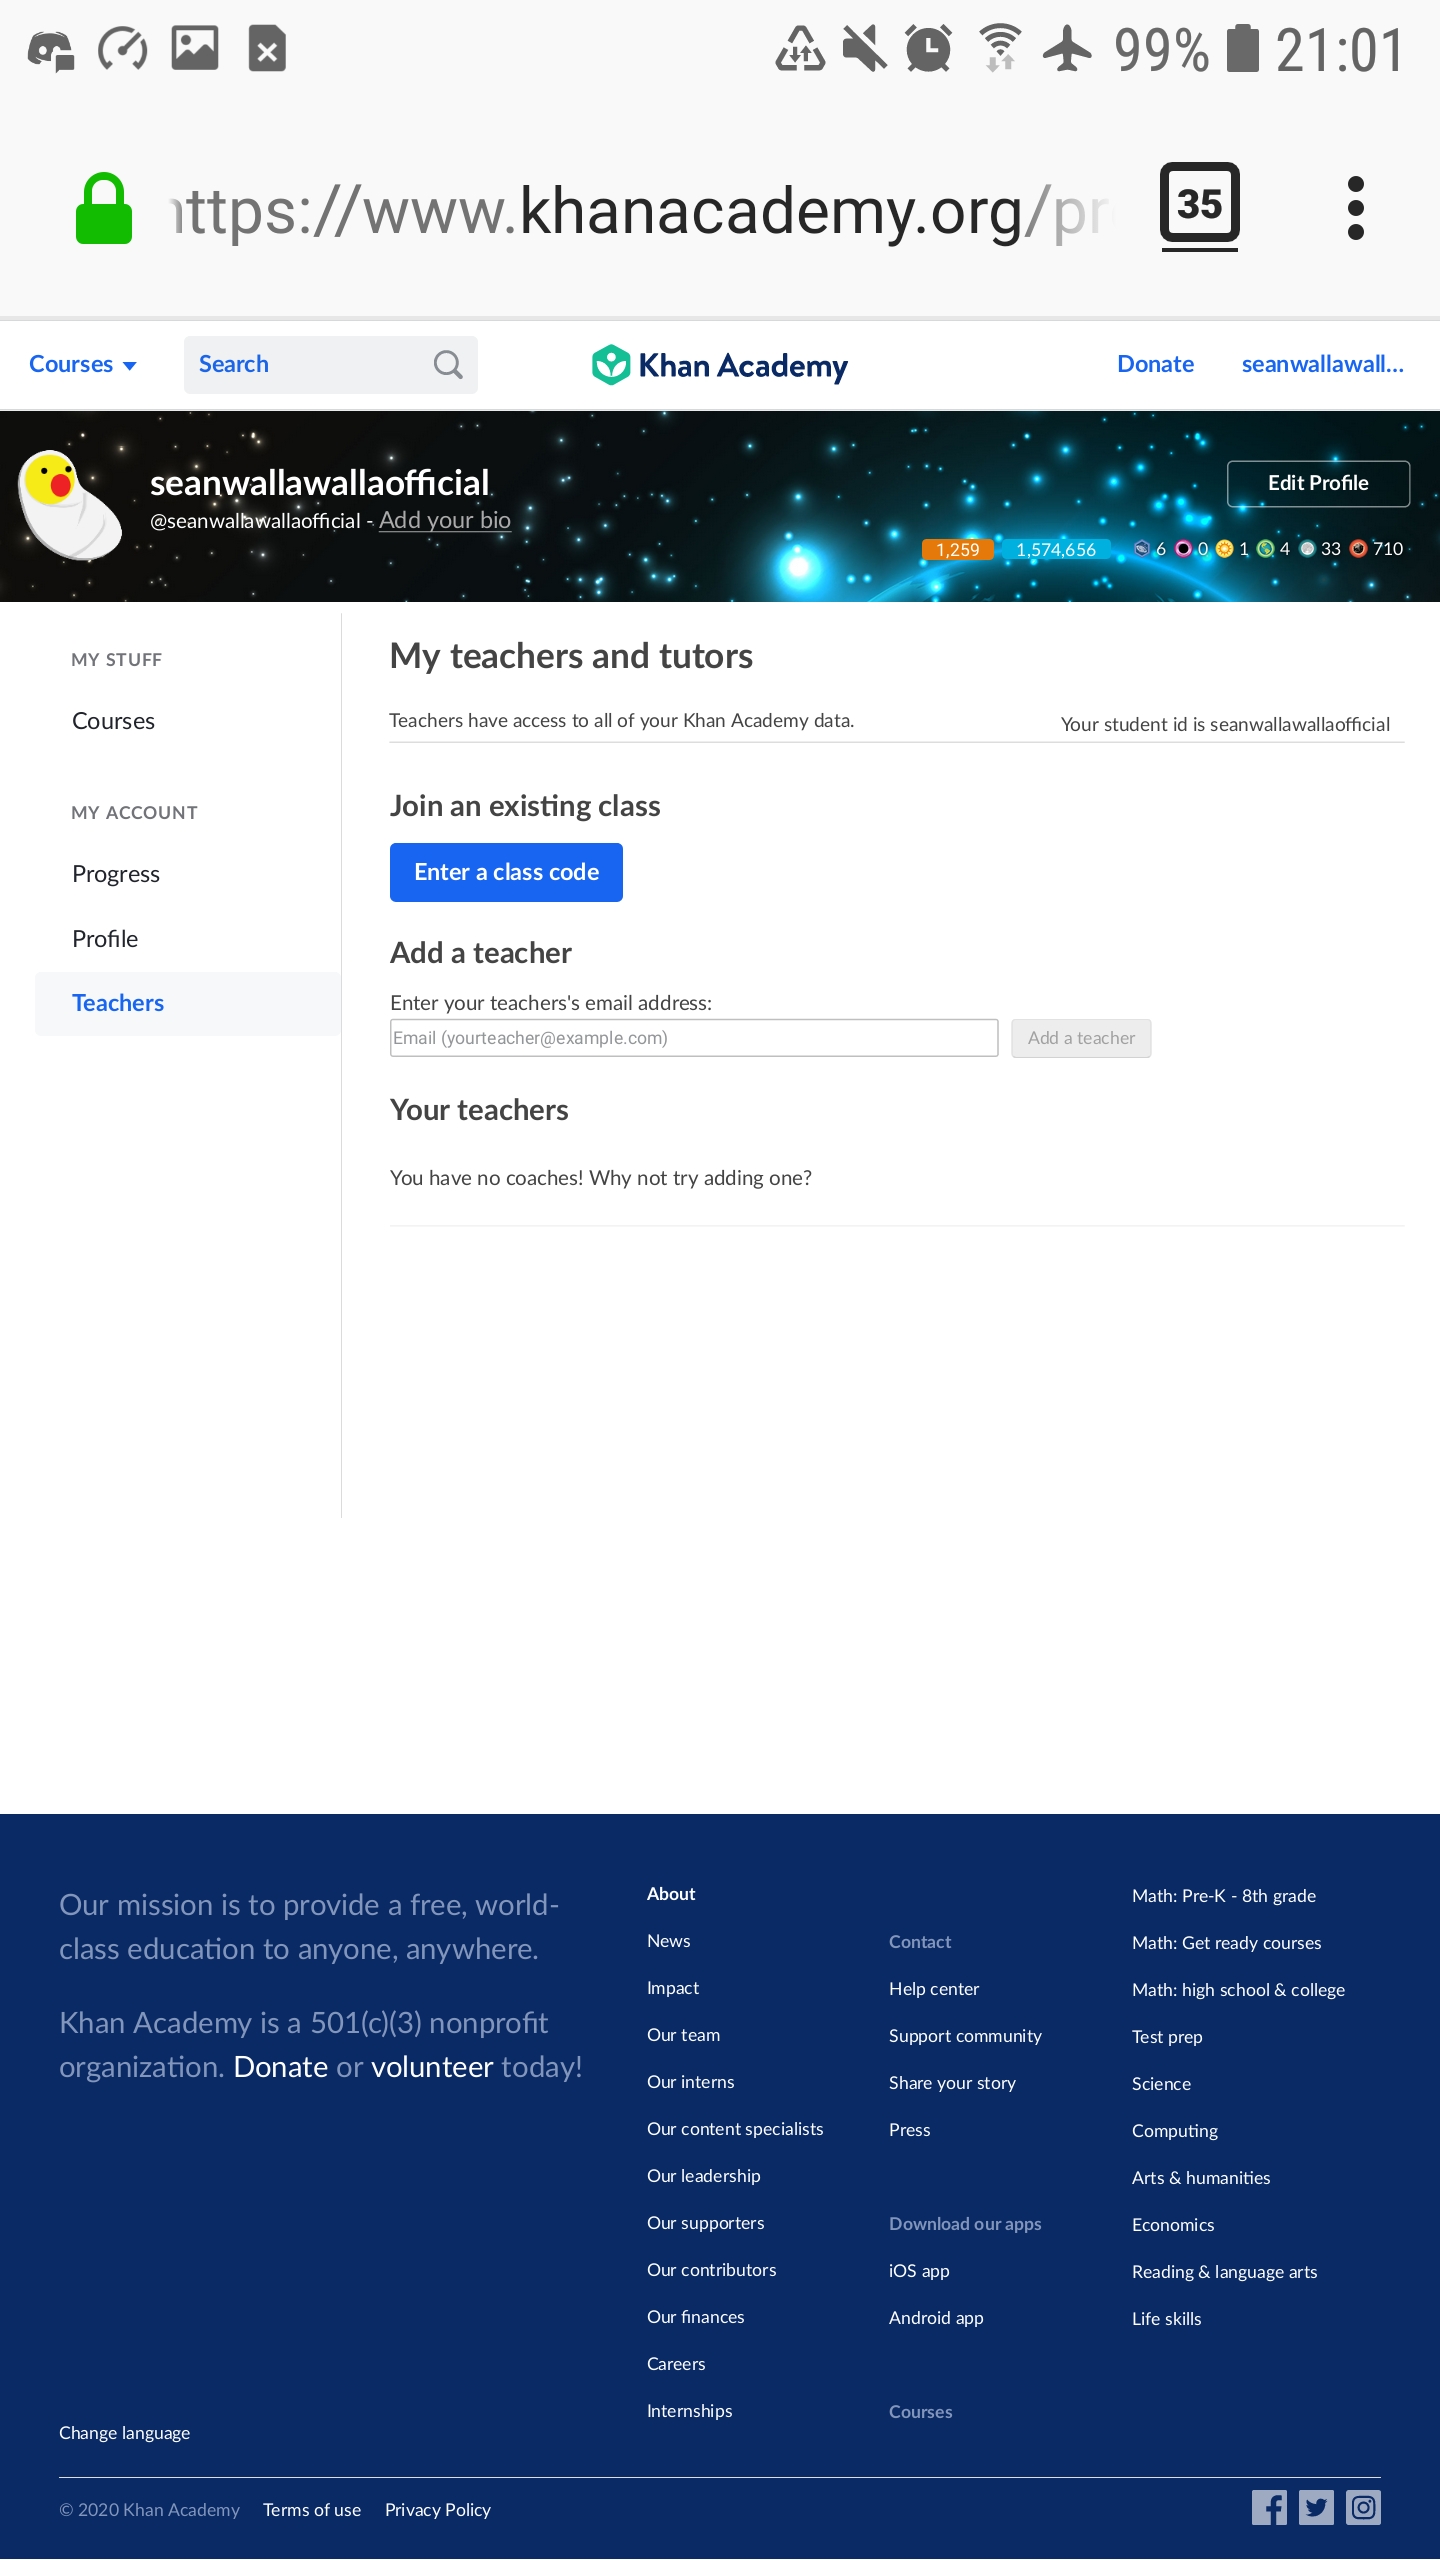 99% 21:01
https://www.khanacademy.org/pr
35
Courses
Search
Khan Academy
Donate
seanwallawall...
seanwallawallaofficial
@seanwallawallaofficial - Add your bio
Edit Profile
1,259 1,574,656 6 0 1 4 33 710
MY STUFF
Courses
MY ACCOUNT
Progress
Profile
Teachers
My teachers and tutors
Teachers have access to all of your Khan Academy data.
Your student id is seanwallawallaofficial
Join an existing class
Enter a class code
Add a teacher
Enter your teachers's email address:
Email (yourteacher@example.com)
Add a teacher
Your teachers
You have no coaches! Why not try adding one?
Our mission is to provide a free, world-
class education to anyone, anywhere.
Khan Academy is a 501(c)(3) nonprofit
organization. Donate or volunteer today!
Change language
About
News
Impact
Our team
Our interns
Our content specialists
Our leadership
Our supporters
Our contributors
Our finances
Careers
Internships
Contact
Help center
Support community
Share your story
Press
Download our apps
iOS app
Android app
Courses
Math: Pre-K - 8th grade
Math: Get ready courses
Math: high school & college
Test prep
Science
Computing
Arts & humanities
Economics
Reading & language arts
Life skills
© 2020 Khan Academy
Terms of use
Privacy Policy